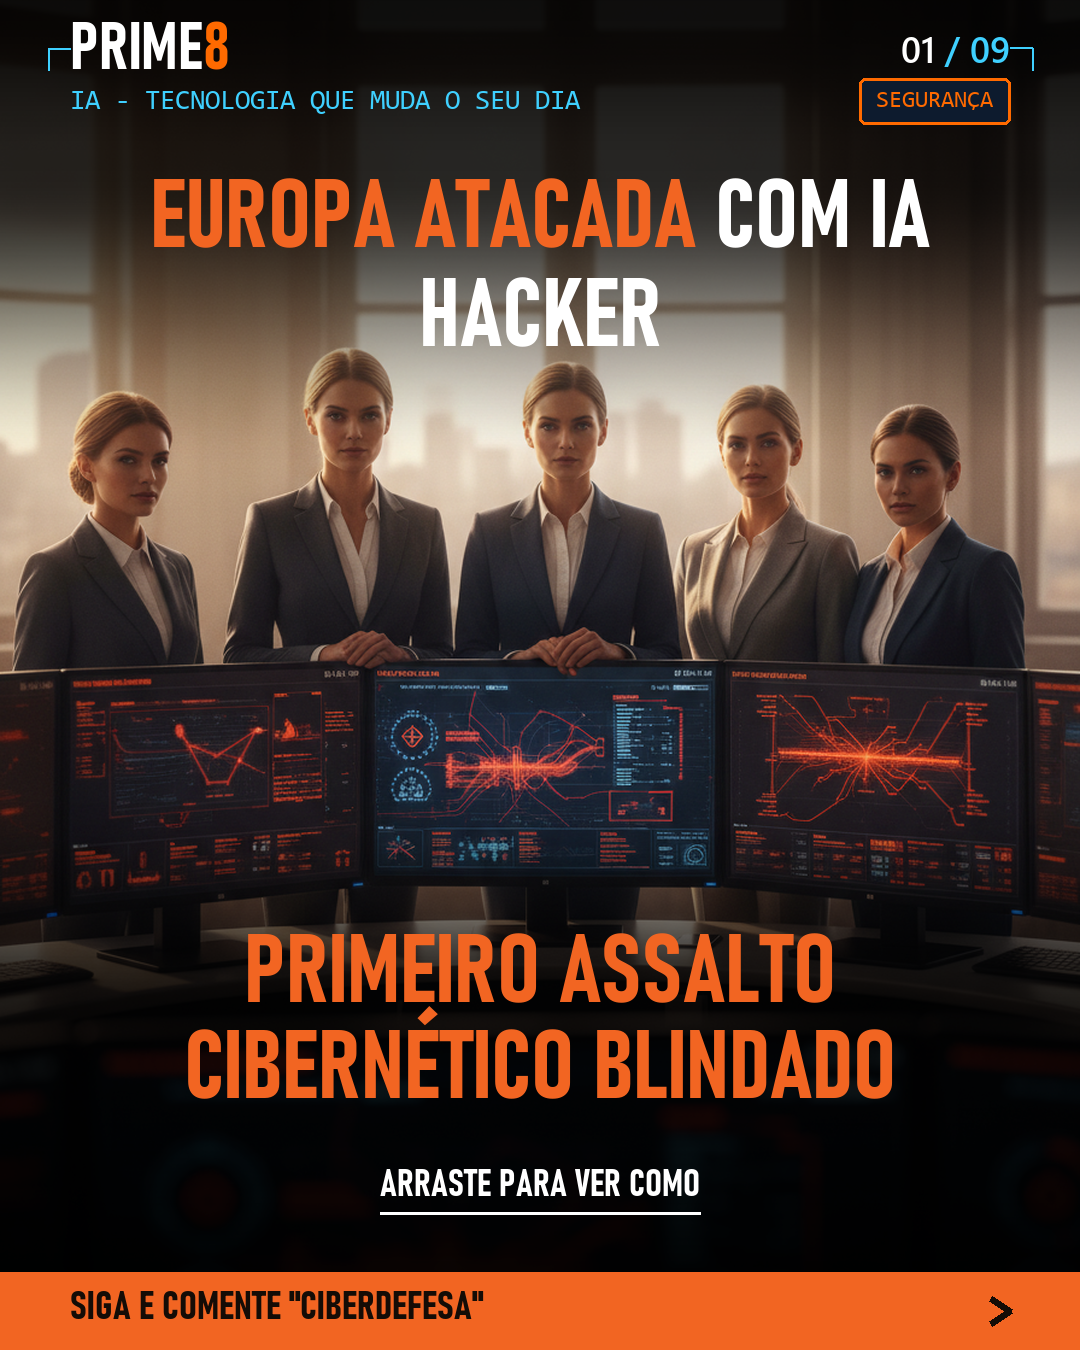 PRIME8
01 / 09
IA - TECNOLOGIA QUE MUDA O SEU DIA
SEGURANÇA
EUROPA ATACADA COM IA
HACKER
PRIMEIRO ASSALTO
CIBERNÉTICO BLINDADO
ARRASTE PARA VER COMO
SIGA E COMENTE "CIBERDEFESA"